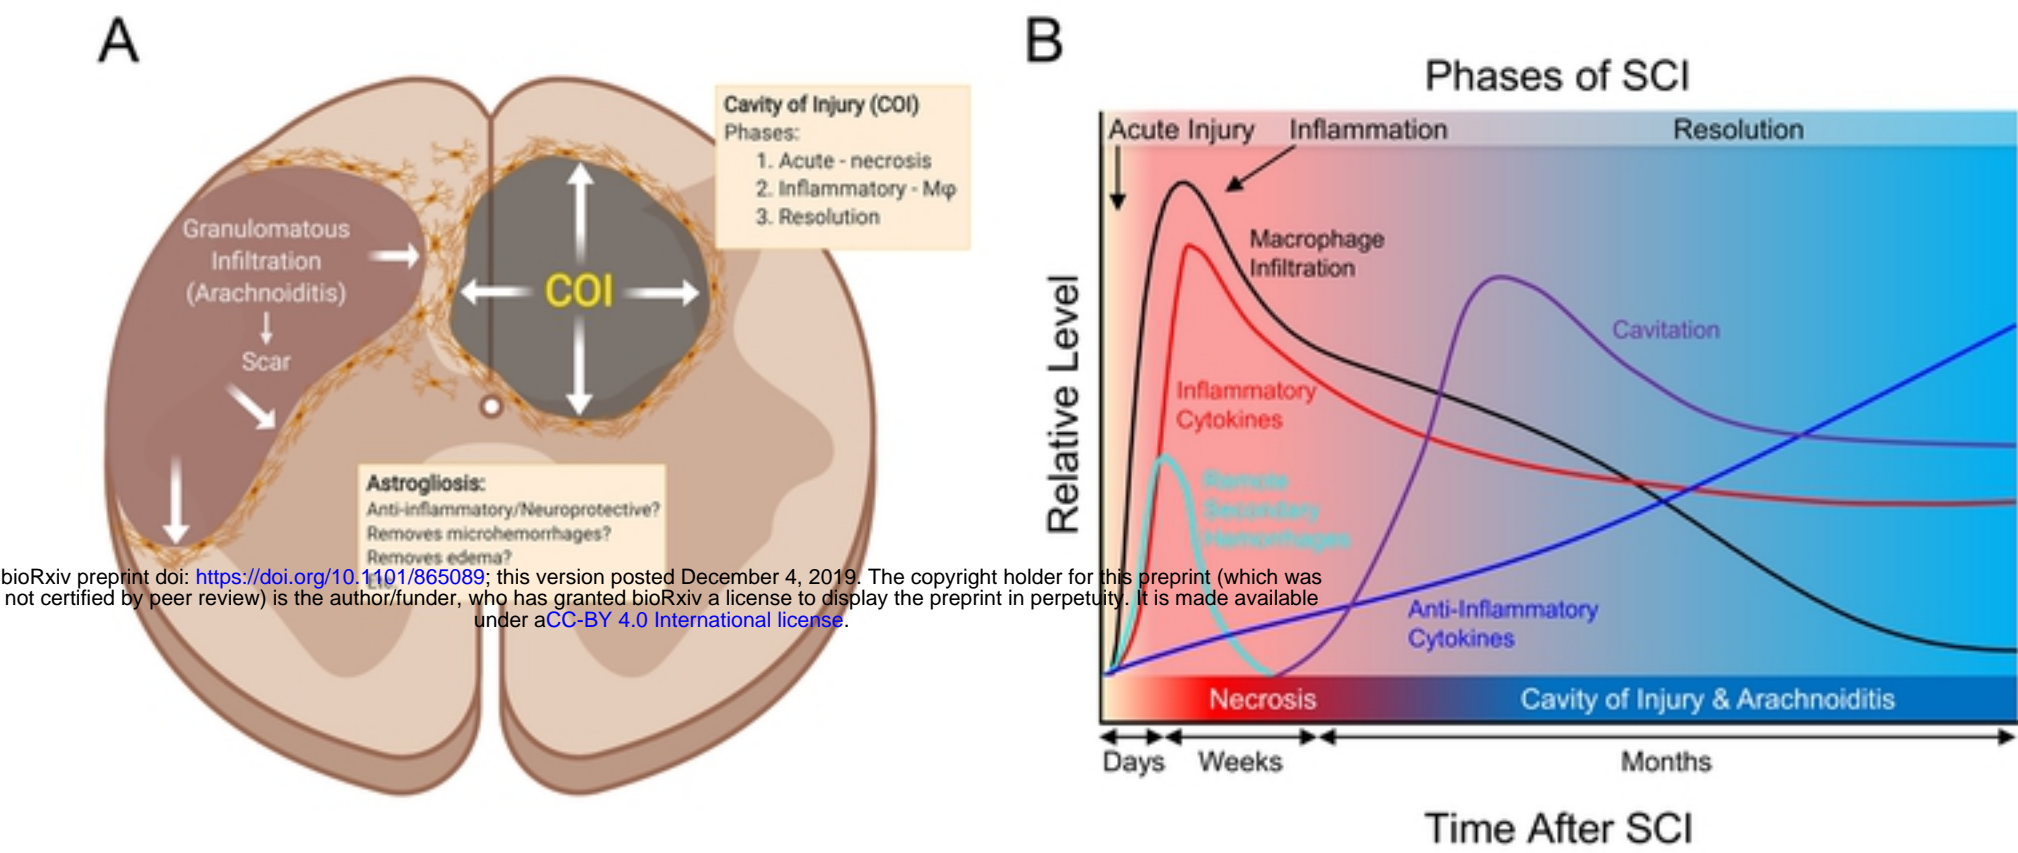 A
Cavity of Injury (COI)
Phases:
1. Acute - necrosis
2. Inflammatory - Mφ
3. Resolution
Granulomatous
Infiltration
(Arachnoiditis)
Scar
COI
Astrogliosis:
Anti-inflammatory/Neuroprotective?
Removes microhemorrhages?
Removes edema?
Etc.
B
Phases of SCI
Acute Injury
Inflammation
Resolution
Relative Level
Macrophage
Infiltration
Cavitation
Inflammatory
Cytokines
Remote
Secondary
Hemorrhages
Anti-Inflammatory
Cytokines
Necrosis
Cavity of Injury & Arachnoiditis
Days
Weeks
Months
Time After SCI
bioRxiv preprint doi: https://doi.org/10.1101/865089; this version posted December 4, 2019. The copyright holder for this preprint (which was
not certified by peer review) is the author/funder, who has granted bioRxiv a license to display the preprint in perpetuity. It is made available
under aCC-BY 4.0 International license.